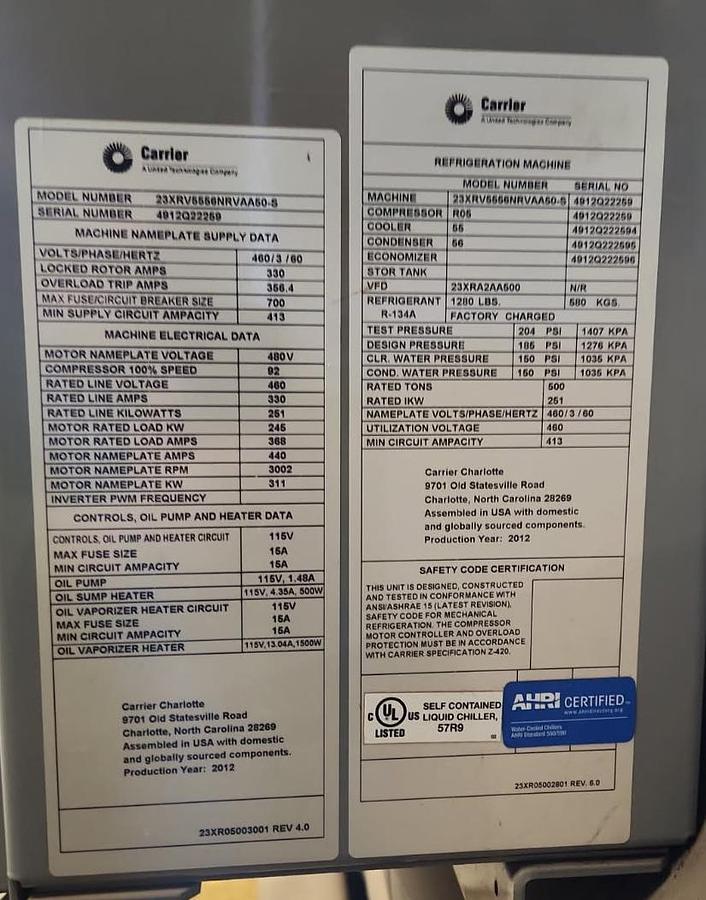 Carrier
A United Technologies Company
MODEL NUMBER 23XRV5556NRVAA50-S
SERIAL NUMBER 4912Q22259
MACHINE NAMEPLATE SUPPLY DATA
VOLTS/PHASE/HERTZ 460/3/60
LOCKED ROTOR AMPS 330
OVERLOAD TRIP AMPS 356.4
MAX FUSE/CIRCUIT BREAKER SIZE 700
MIN SUPPLY CIRCUIT AMPACITY 413
MACHINE ELECTRICAL DATA
MOTOR NAMEPLATE VOLTAGE 480V
COMPRESSOR 100% SPEED 92
RATED LINE VOLTAGE 460
RATED LINE AMPS 330
RATED LINE KILOWATTS 251
MOTOR RATED LOAD KW 245
MOTOR RATED LOAD AMPS 368
MOTOR NAMEPLATE AMPS 440
MOTOR NAMEPLATE RPM 3002
MOTOR NAMEPLATE KW 311
INVERTER PWM FREQUENCY
CONTROLS, OIL PUMP AND HEATER DATA
CONTROLS, OIL PUMP AND HEATER CIRCUIT 115V
MAX FUSE SIZE 15A
MIN CIRCUIT AMPACITY 15A
OIL PUMP 115V, 1.48A
OIL SUMP HEATER 115V, 4.35A, 500W
OIL VAPORIZER HEATER CIRCUIT 115V
MAX FUSE SIZE 15A
MIN CIRCUIT AMPACITY 15A
OIL VAPORIZER HEATER 115V,13.04A,1500W
Carrier Charlotte
9701 Old Statesville Road
Charlotte, North Carolina 28269
Assembled in USA with domestic
and globally sourced components.
Production Year: 2012
23XR05003001 REV 4.0
Carrier
A United Technologies Company
REFRIGERATION MACHINE
MODEL NUMBER SERIAL NO
MACHINE 23XRV5556NRVAA50-S 4912Q22259
COMPRESSOR R05 4912Q22259
COOLER 55 4912Q222594
CONDENSER 56 4912Q222595
ECONOMIZER 4912Q222596
STOR TANK
VFD 23XRA2AA500 N/R
REFRIGERANT 1280 LBS. 580 KGS.
R-134A FACTORY CHARGED
TEST PRESSURE 204 PSI 1407 KPA
DESIGN PRESSURE 185 PSI 1276 KPA
CLR. WATER PRESSURE 150 PSI 1035 KPA
COND. WATER PRESSURE 150 PSI 1035 KPA
RATED TONS 500
RATED IKW 251
NAMEPLATE VOLTS/PHASE/HERTZ 460/3/60
UTILIZATION VOLTAGE 460
MIN CIRCUIT AMPACITY 413
Carrier Charlotte
9701 Old Statesville Road
Charlotte, North Carolina 28269
Assembled in USA with domestic
and globally sourced components.
Production Year: 2012
SAFETY CODE CERTIFICATION
THIS UNIT IS DESIGNED, CONSTRUCTED
AND TESTED IN CONFORMANCE WITH
ANSI/ASHRAE 15 (LATEST REVISION),
SAFETY CODE FOR MECHANICAL
REFRIGERATION. THE COMPRESSOR
MOTOR CONTROLLER AND OVERLOAD
PROTECTION MUST BE IN ACCORDANCE
WITH CARRIER SPECIFICATION Z-420.
C UL US LISTED
SELF CONTAINED
LIQUID CHILLER,
57R9
AHRI CERTIFIED
www.ahridirectory.org
Water-Cooled Chillers
AHRI Standard 550/590
23XR05002801 REV. 6.0